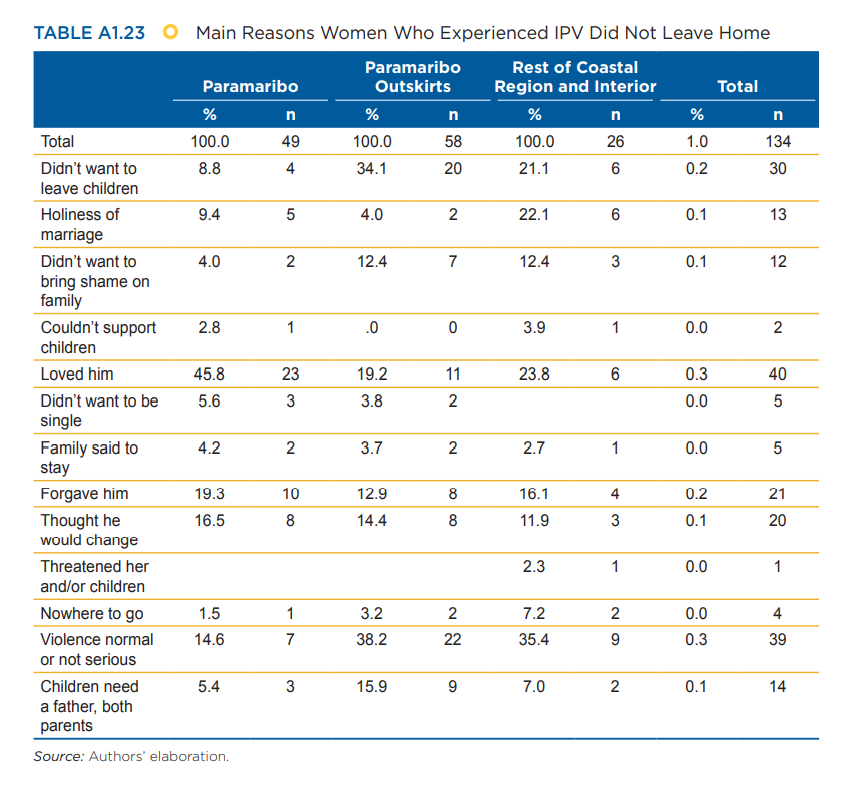 TABLE A1.23 Main Reasons Women Who Experienced IPV Did Not Leave Home
Paramaribo
Paramaribo
Outskirts
Rest of Coastal
Region and Interior
Total
% n % n % n % n
Total 100.0 49 100.0 58 100.0 26 1.0 134
Didn't want to 8.8 4 34.1 20 21.1 6 0.2 30
leave children
Holiness of 9.4 5 4.0 2 22.1 6 0.1 13
marriage
Didn't want to 4.0 2 12.4 7 12.4 3 0.1 12
bring shame on
family
Couldn't support 2.8 1 .0 0 3.9 1 0.0 2
children
Loved him 45.8 23 19.2 11 23.8 6 0.3 40
Didn't want to be 5.6 3 3.8 2 0.0 5
single
Family said to 4.2 2 3.7 2 2.7 1 0.0 5
stay
Forgave him 19.3 10 12.9 8 16.1 4 0.2 21
Thought he 16.5 8 14.4 8 11.9 3 0.1 20
would change
Threatened her 2.3 1 0.0 1
and/or children
Nowhere to go 1.5 1 3.2 2 7.2 2 0.0 4
Violence normal 14.6 7 38.2 22 35.4 9 0.3 39
or not serious
Children need 5.4 3 15.9 9 7.0 2 0.1 14
a father, both
parents
Source: Authors' elaboration.